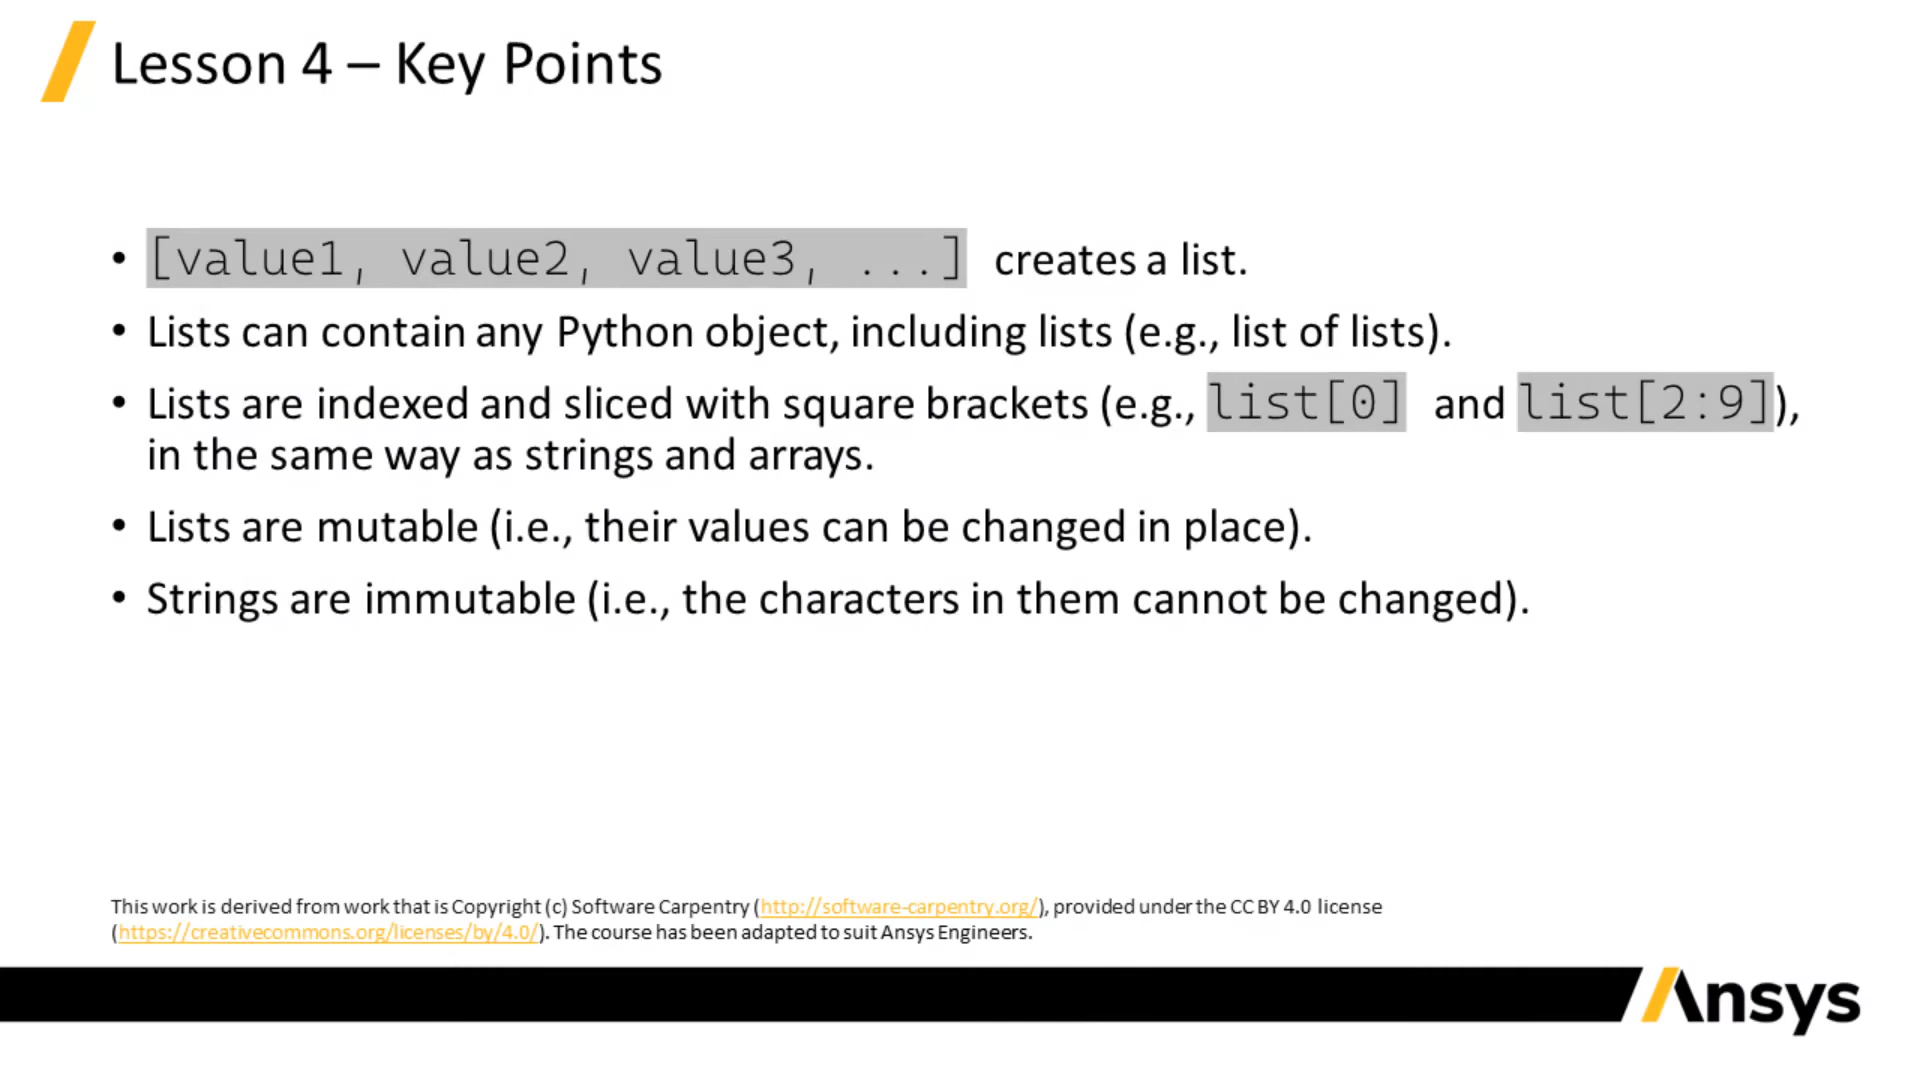 Lesson 4 – Key Points
• [value1, value2, value3, ...] creates a list.
• Lists can contain any Python object, including lists (e.g., list of lists).
• Lists are indexed and sliced with square brackets (e.g., list[0] and list[2:9]),
in the same way as strings and arrays.
• Lists are mutable (i.e., their values can be changed in place).
• Strings are immutable (i.e., the characters in them cannot be changed).
This work is derived from work that is Copyright (c) Software Carpentry (http://software-carpentry.org/), provided under the CC BY 4.0 license
(https://creativecommons.org/licenses/by/4.0/). The course has been adapted to suit Ansys Engineers.
Ansys